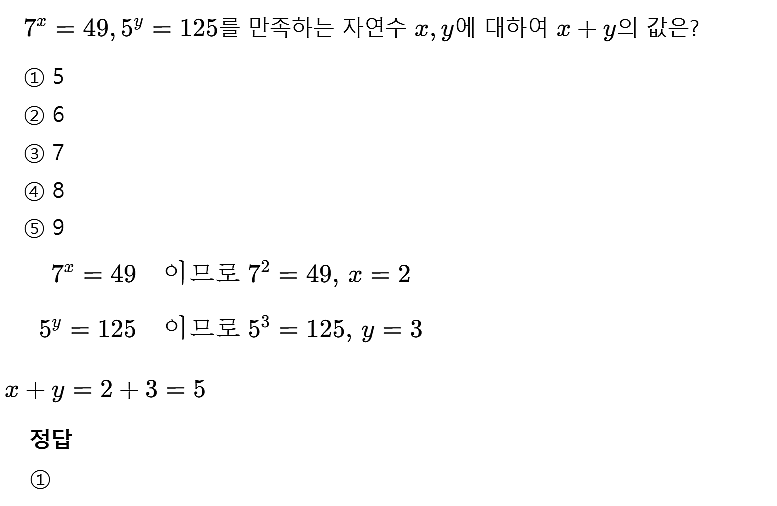 7^x = 49, 5^y = 125를 만족하는 자연수 x, y에 대하여 x + y의 값은?
① 5
② 6
③ 7
④ 8
⑤ 9
7^x = 49 이므로 7^2 = 49, x = 2
5^y = 125 이므로 5^3 = 125, y = 3
x + y = 2 + 3 = 5
정답
①